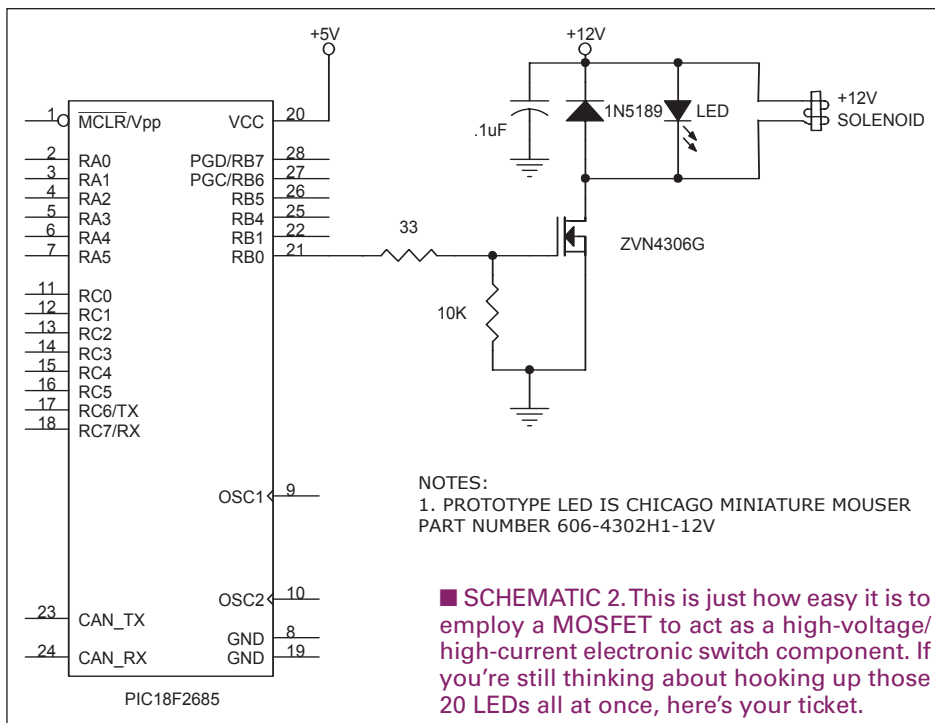 +5V
+12V
1
MCLR/Vpp
VCC
20
.1uF
1N5189
LED
+12V
SOLENOID
2
RA0
PGD/RB7
28
3
RA1
PGC/RB6
27
4
RA2
RB5
26
5
RA3
RB4
25
6
RA4
RB1
22
7
RA5
RB0
21
33
ZVN4306G
10K
11
RC0
12
RC1
13
RC2
14
RC3
15
RC4
16
RC5
17
RC6/TX
18
RC7/RX
OSC1
9
OSC2
10
23
CAN_TX
GND
8
24
CAN_RX
GND
19
PIC18F2685
NOTES:
1. PROTOTYPE LED IS CHICAGO MINIATURE MOUSER
PART NUMBER 606-4302H1-12V
■ SCHEMATIC 2. This is just how easy it is to
employ a MOSFET to act as a high-voltage/
high-current electronic switch component. If
you're still thinking about hooking up those
20 LEDs all at once, here's your ticket.